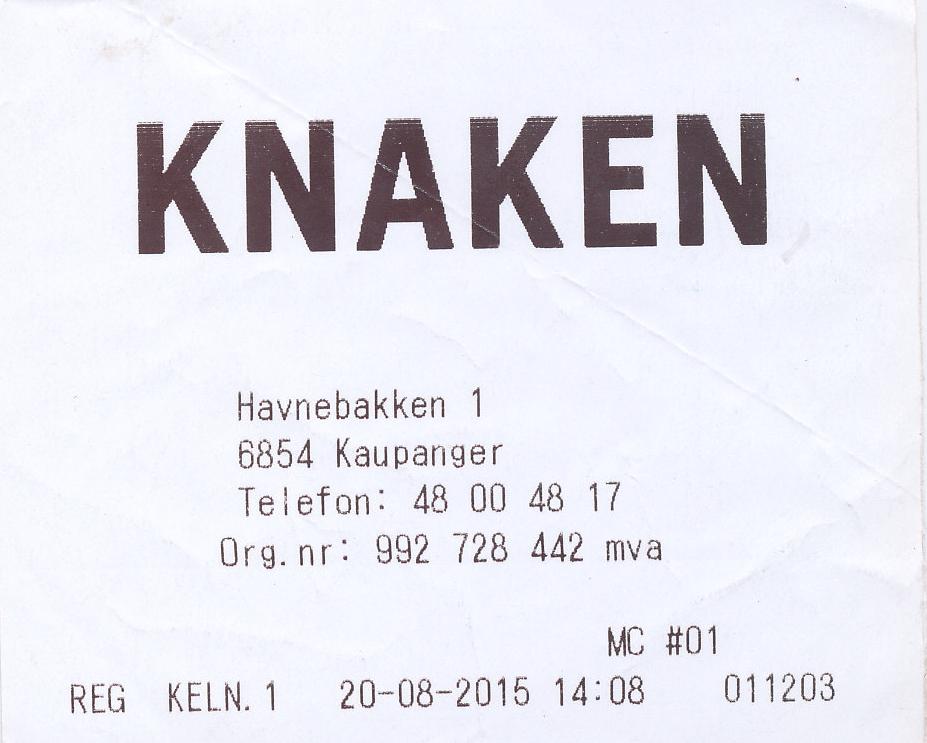 KNAKEN
Havnebakken 1
6854 Kaupanger
Telefon: 48 00 48 17
Org.nr: 992 728 442 mva
MC #01
REG KELN.1 20-08-2015 14:08 011203